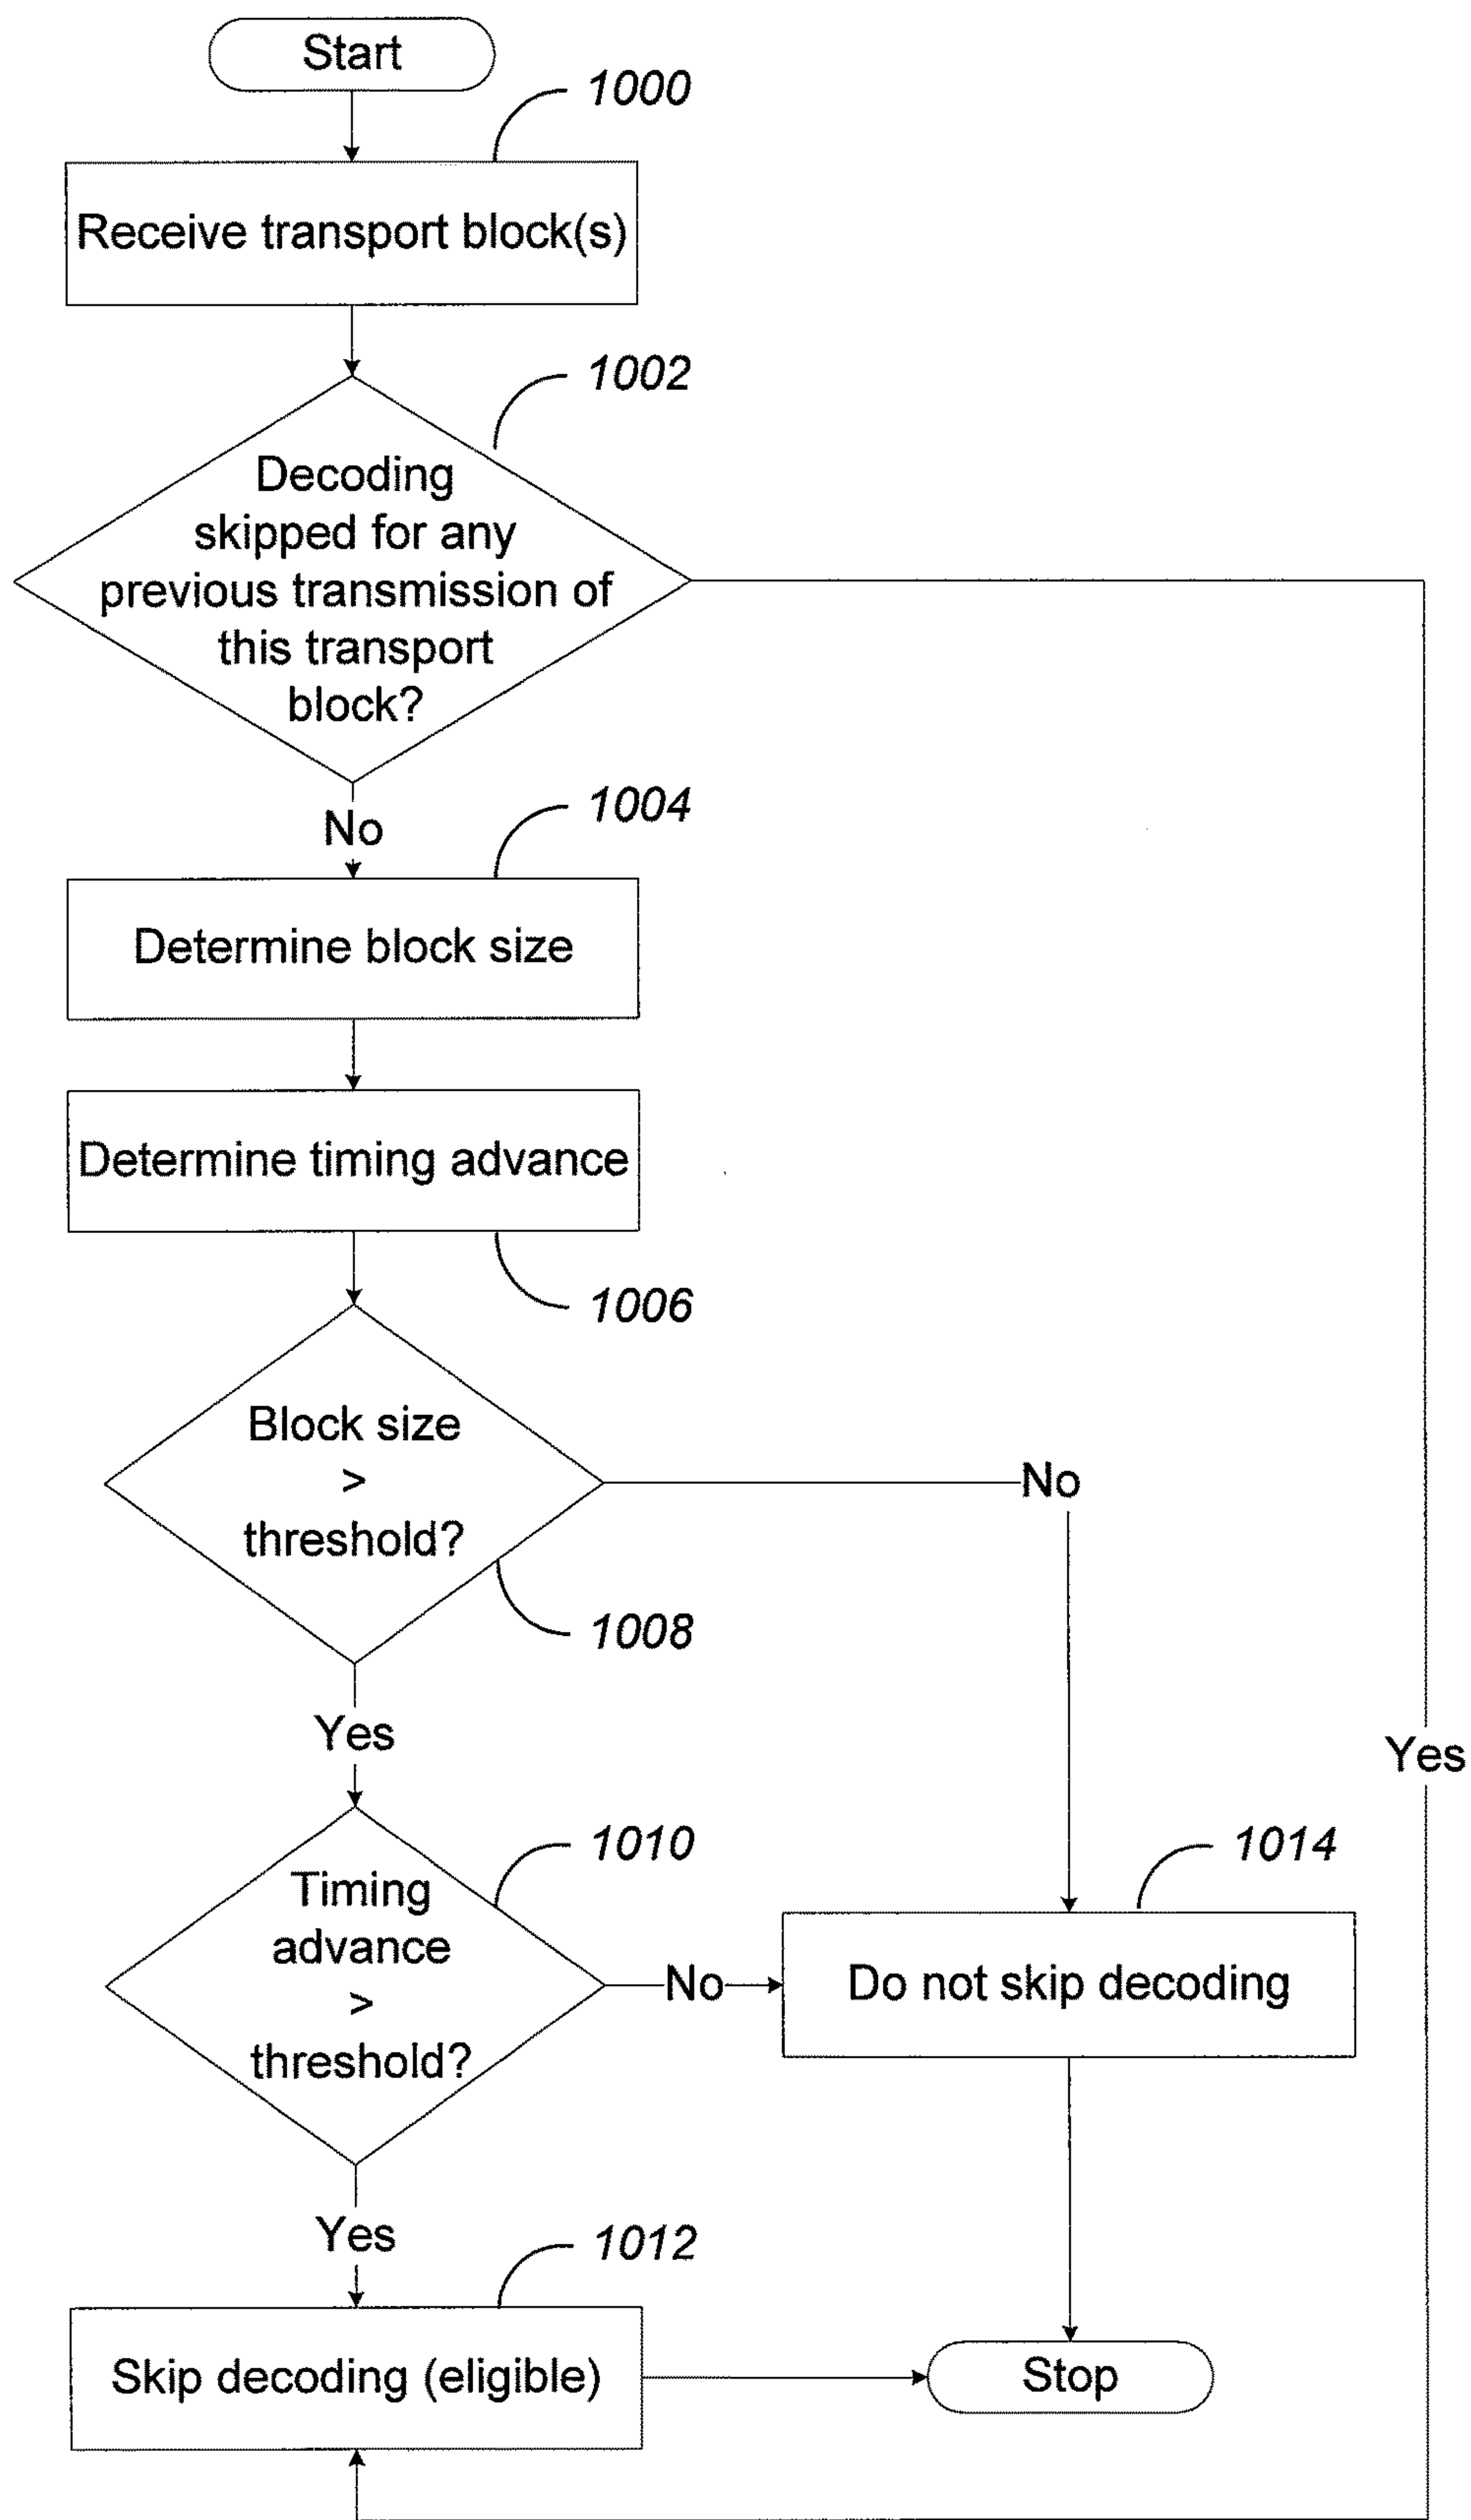 Start
1000
Receive transport block(s)
1002
Decoding
skipped for any
previous transmission of
this transport
block?
No
1004
Determine block size
Determine timing advance
1006
Block size
>
threshold?
No
1008
Yes
Yes
1010
Timing
advance
>
threshold?
No
1014
Do not skip decoding
Yes
1012
Skip decoding (eligible)
Stop